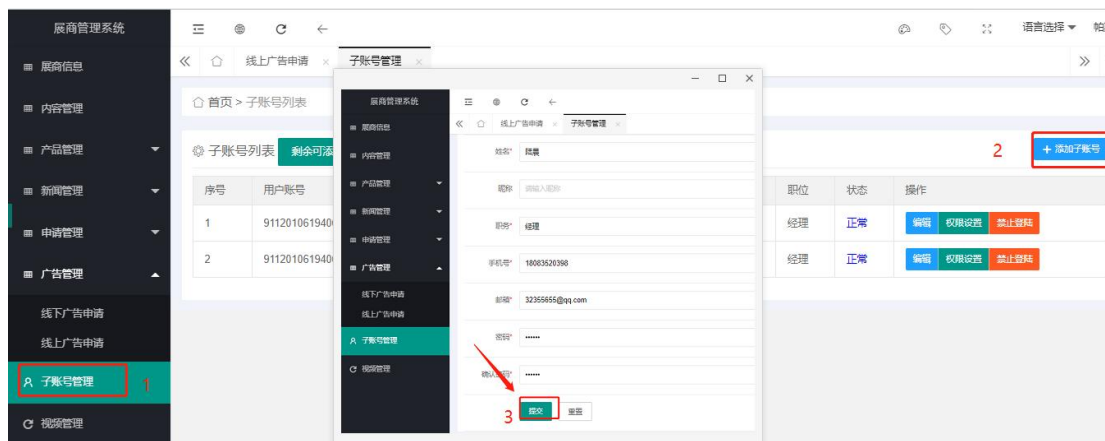 展商管理系统
语言选择
展商信息
内容管理
产品管理
新闻管理
申请管理
广告管理
线下广告申请
线上广告申请
子账号管理
1
视频管理
线上广告申请 ×
子账号管理 ×
首页 > 子账号列表
子账号列表
剩余可添
2
+ 添加子账号
序号
用户账号
职位
状态
操作
1
911201061940
经理
正常
编辑
权限设置
禁止登陆
2
911201061940
经理
正常
编辑
权限设置
禁止登陆
展商管理系统
展商信息
内容管理
产品管理
新闻管理
申请管理
广告管理
线下广告申请
线上广告申请
子账号管理
视频管理
线上广告申请 ×
子账号管理 ×
姓名*
陆晨
昵称
请输入昵称
职务*
经理
手机号*
18083520398
邮箱*
32355655@qq.com
密码*
••••••
••••••
3
提交
重置